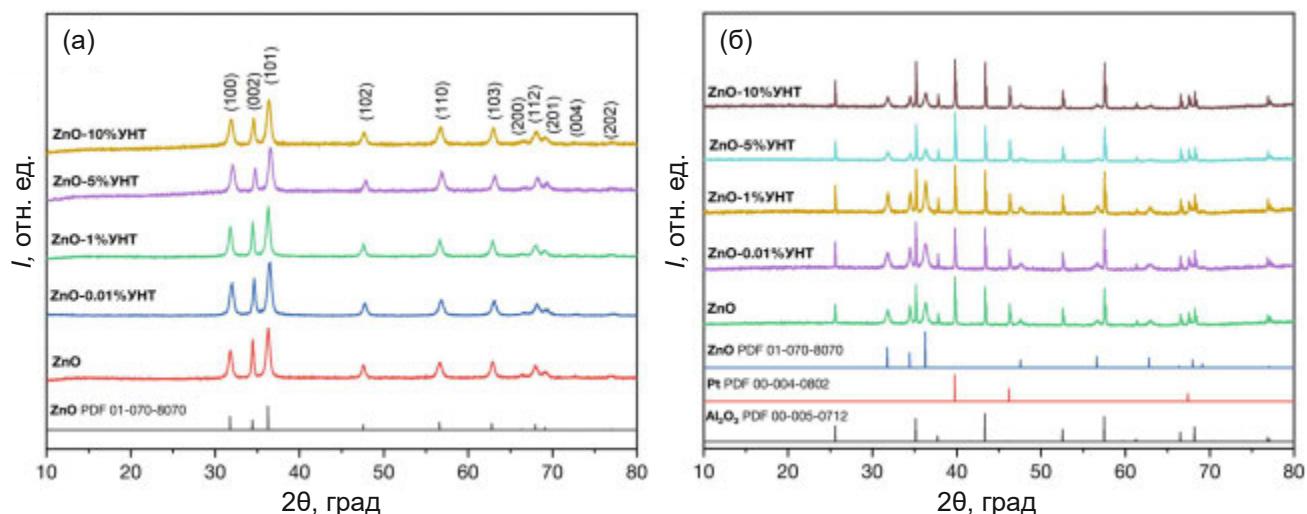 (а)
(100)
(002)
(101)
(102)
(110)
(103)
(200)
(112)
(201)
(004)
(202)
ZnO-10%УНТ
ZnO-5%УНТ
ZnO-1%УНТ
ZnO-0.01%УНТ
ZnO
ZnO PDF 01-070-8070
I, отн. ед.
10 20 30 40 50 60 70 80
2θ, град
(б)
ZnO-10%УНТ
ZnO-5%УНТ
ZnO-1%УНТ
ZnO-0.01%УНТ
ZnO
ZnO PDF 01-070-8070
Pt PDF 00-004-0802
Al₂O₃ PDF 00-005-0712
I, отн. ед.
10 20 30 40 50 60 70 80
2θ, град